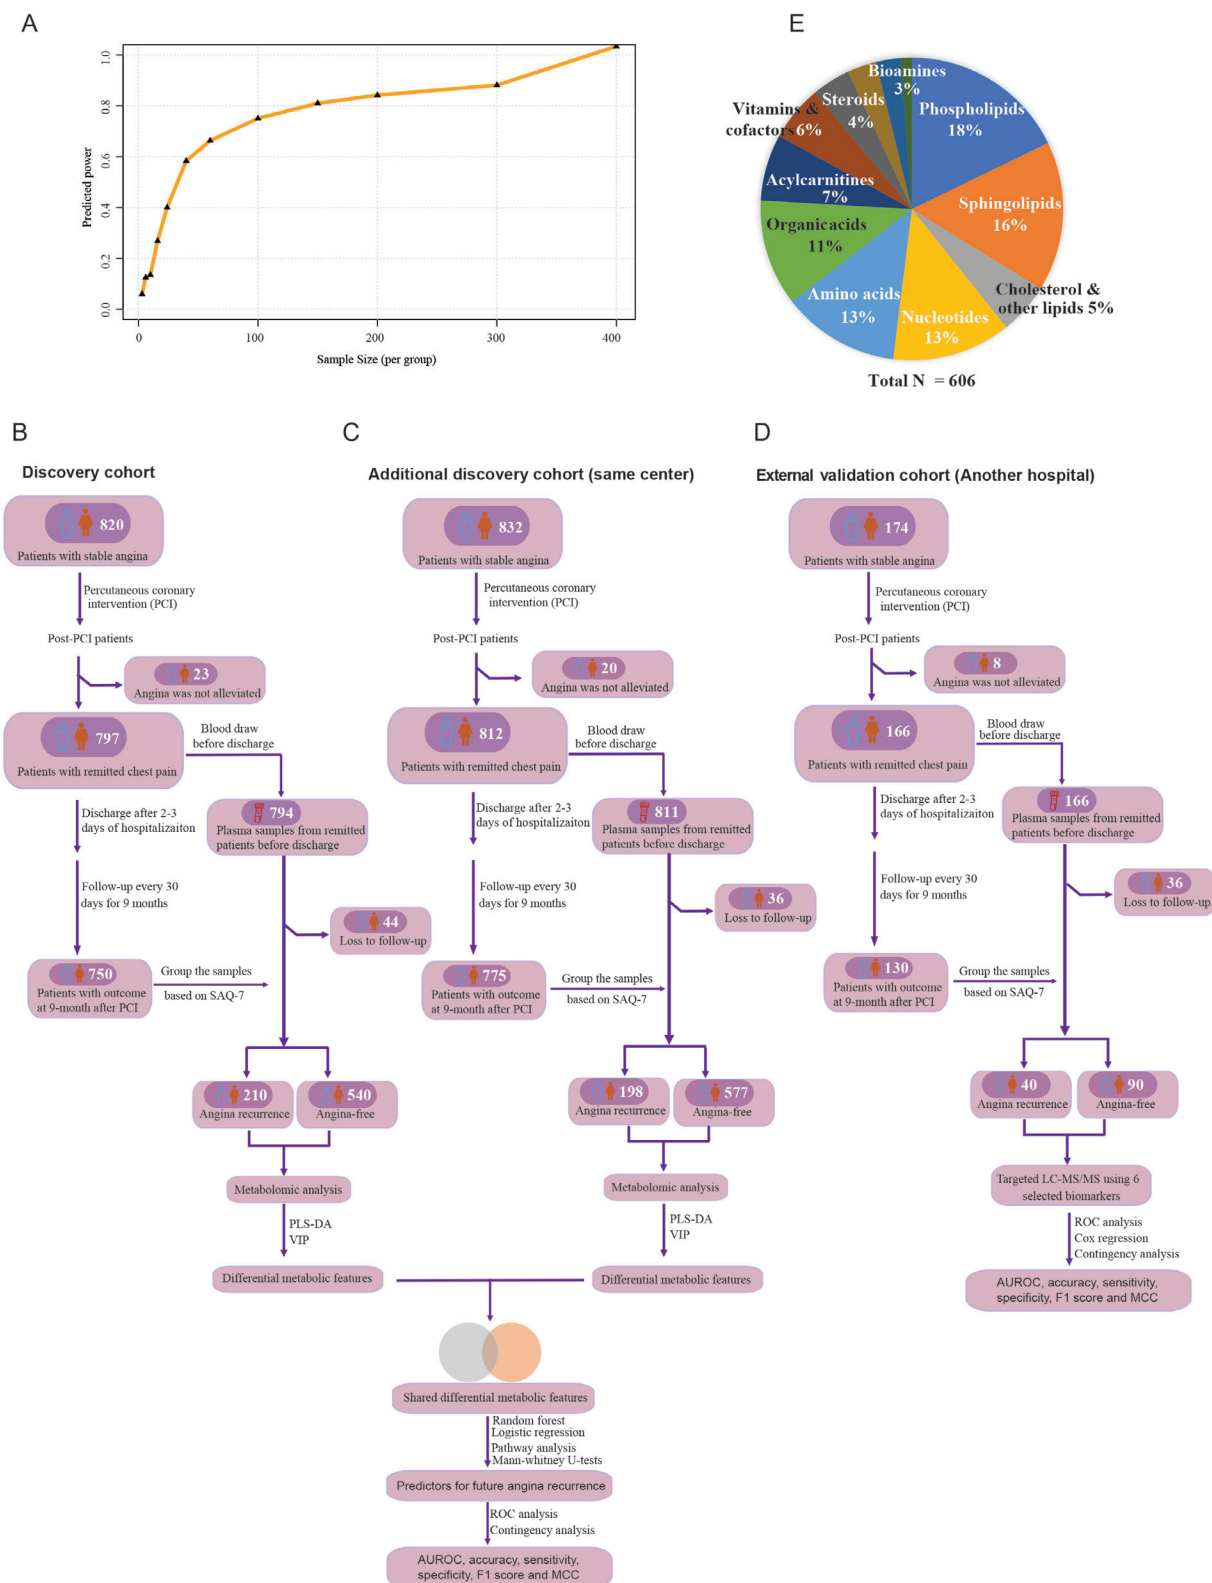 A
Predicted power
1.0
0.8
0.6
0.4
0.2
0.0
0
100
200
300
400
Sample Size (per group)
E
Bioamines
3%
Phospholipids
18%
Steroids
4%
Vitamins &
cofactors 6%
Acylcarnitines
7%
Sphingolipids
16%
Organicacids
11%
Cholesterol &
other lipids 5%
Amino acids
13%
Nucleotides
13%
Total N = 606
B
Discovery cohort
820
Patients with stable angina
Percutaneous coronary
intervention (PCI)
Post-PCI patients
23
Angina was not alleviated
797
Patients with remitted chest pain
Blood draw
before discharge
Discharge after 2-3
days of hospitalizaiton
794
Plasma samples from remitted
patients before discharge
Follow-up every 30
days for 9 months
44
Loss to follow-up
750
Patients with outcome
at 9-month after PCI
Group the samples
based on SAQ-7
210
Angina recurrence
540
Angina-free
Metabolomic analysis
PLS-DA
VIP
Differential metabolic features
C
Additional discovery cohort (same center)
832
Patients with stable angina
Percutaneous coronary
intervention (PCI)
Post-PCI patients
20
Angina was not alleviated
812
Patients with remitted chest pain
Blood draw
before discharge
Discharge after 2-3
days of hospitalizaiton
811
Plasma samples from remitted
patients before discharge
Follow-up every 30
days for 9 months
36
Loss to follow-up
775
Patients with outcome
at 9-month after PCI
Group the samples
based on SAQ-7
198
Angina recurrence
577
Angina-free
Metabolomic analysis
PLS-DA
VIP
Differential metabolic features
Shared differential metabolic features
Random forest
Logistic regression
Pathway analysis
Mann-whitney U-tests
Predictors for future angina recurrence
ROC analysis
Contingency analysis
AUROC, accuracy, sensitivity,
specificity, F1 score and MCC
D
External validation cohort (Another hospital)
174
Patients with stable angina
Percutaneous coronary
intervention (PCI)
Post-PCI patients
8
Angina was not alleviated
166
Patients with remitted chest pain
Blood draw
before discharge
Discharge after 2-3
days of hospitalizaiton
166
Plasma samples from remitted
patients before discharge
Follow-up every 30
days for 9 months
36
Loss to follow-up
130
Patients with outcome
at 9-month after PCI
Group the samples
based on SAQ-7
40
Angina recurrence
90
Angina-free
Targeted LC-MS/MS using 6
selected biomarkers
ROC analysis
Cox regression
Contingency analysis
AUROC, accuracy, sensitivity,
specificity, F1 score and MCC